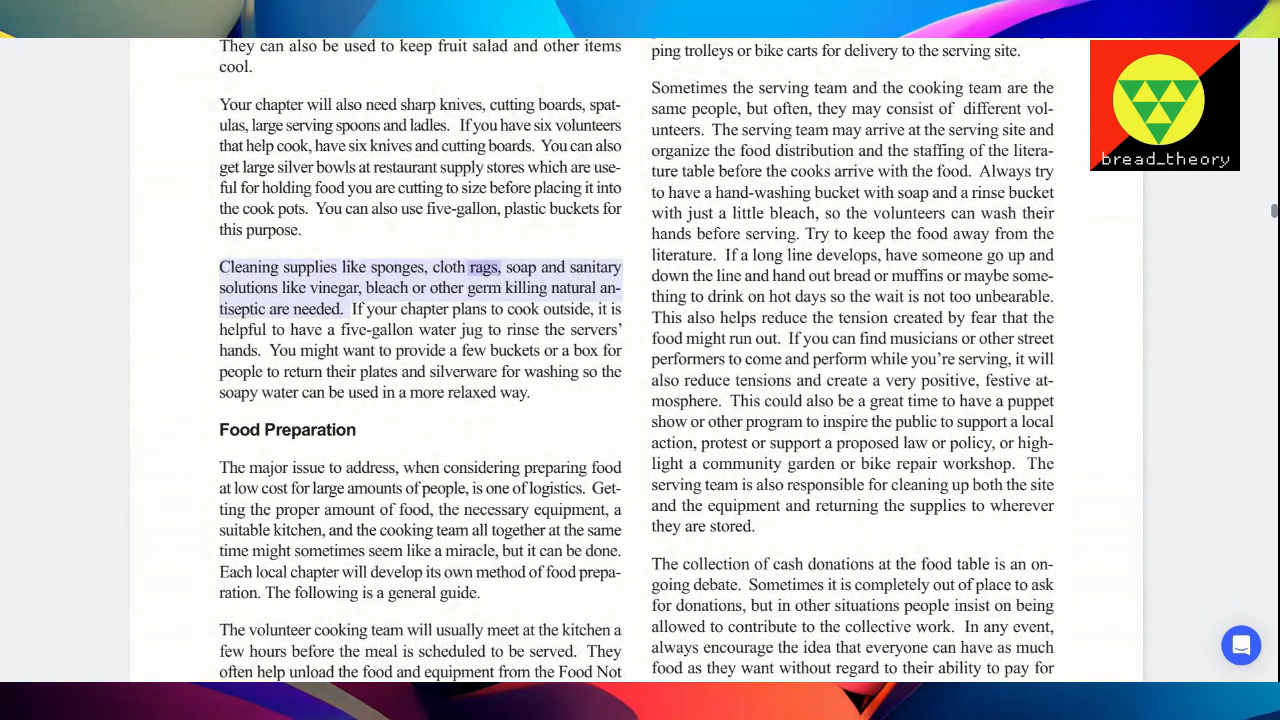 They can also be used to keep fruit salad and other items
cool.
Your chapter will also need sharp knives, cutting boards, spat-
ulas, large serving spoons and ladles. If you have six volunteers
that help cook, have six knives and cutting boards. You can also
get large silver bowls at restaurant supply stores which are use-
ful for holding food you are cutting to size before placing it into
the cook pots. You can also use five-gallon, plastic buckets for
this purpose.
Cleaning supplies like sponges, cloth rags, soap and sanitary
solutions like vinegar, bleach or other germ killing natural an-
tiseptic are needed. If your chapter plans to cook outside, it is
helpful to have a five-gallon water jug to rinse the servers’
hands. You might want to provide a few buckets or a box for
people to return their plates and silverware for washing so the
soapy water can be used in a more relaxed way.
Food Preparation
The major issue to address, when considering preparing food
at low cost for large amounts of people, is one of logistics. Get-
ting the proper amount of food, the necessary equipment, a
suitable kitchen, and the cooking team all together at the same
time might sometimes seem like a miracle, but it can be done.
Each local chapter will develop its own method of food prepa-
ration. The following is a general guide.
The volunteer cooking team will usually meet at the kitchen a
few hours before the meal is scheduled to be served. They
often help unload the food and equipment from the Food Not
ping trolleys or bike carts for delivery to the serving site.
Sometimes the serving team and the cooking team are the
same people, but often, they may consist of different vol-
unteers. The serving team may arrive at the serving site and
organize the food distribution and the staffing of the litera-
ture table before the cooks arrive with the food. Always try
to have a hand-washing bucket with soap and a rinse bucket
with just a little bleach, so the volunteers can wash their
hands before serving. Try to keep the food away from the
literature. If a long line develops, have someone go up and
down the line and hand out bread or muffins or maybe some-
thing to drink on hot days so the wait is not too unbearable.
This also helps reduce the tension created by fear that the
food might run out. If you can find musicians or other street
performers to come and perform while you’re serving, it will
also reduce tensions and create a very positive, festive at-
mosphere. This could also be a great time to have a puppet
show or other program to inspire the public to support a local
action, protest or support a proposed law or policy, or high-
light a community garden or bike repair workshop. The
serving team is also responsible for cleaning up both the site
and the equipment and returning the supplies to wherever
they are stored.
The collection of cash donations at the food table is an on-
going debate. Sometimes it is completely out of place to ask
for donations, but in other situations people insist on being
allowed to contribute to the collective work. In any event,
always encourage the idea that everyone can have as much
food as they want without regard to their ability to pay for
bread_theory